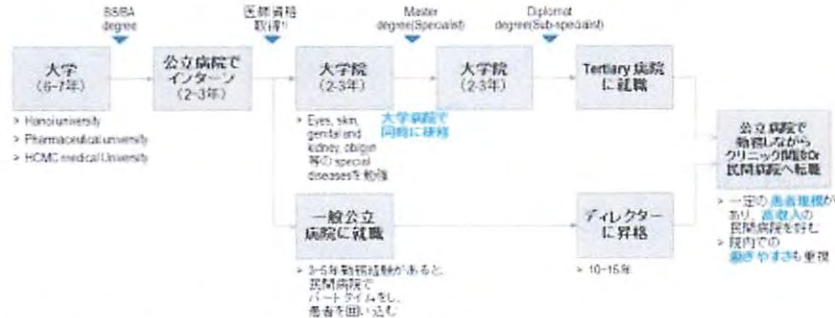 BS/BA
degree
医師資格
取得
Master
degree(Specialist)
Diplomat
degree(Sub-specialist)
大学
(6-7年)
公立病院で
インターン
(2-3年)
大学院
(2-3年)
大学院
(2-3年)
Tertiary 病院
に就職
> Hanoi university
> Pharmaceutical university
> HCMC medical University
> Eyes, skin,
genital and
kidney, obgyn
等の special
diseasesを勉強
大学病院で
同時に研修
公立病院で
勤務しながら
クリニック開設Or
民間病院へ転職
一般公立
病院に就職
ディレクター
に昇格
> 一定の患者規模が
あり、高収入の
民間病院を好む
> 院内での
働きやすさも重視
> 3-5年勤務経験があると、
民間病院で
パートタイムをし、
患者を囲い込む
> 10-15年